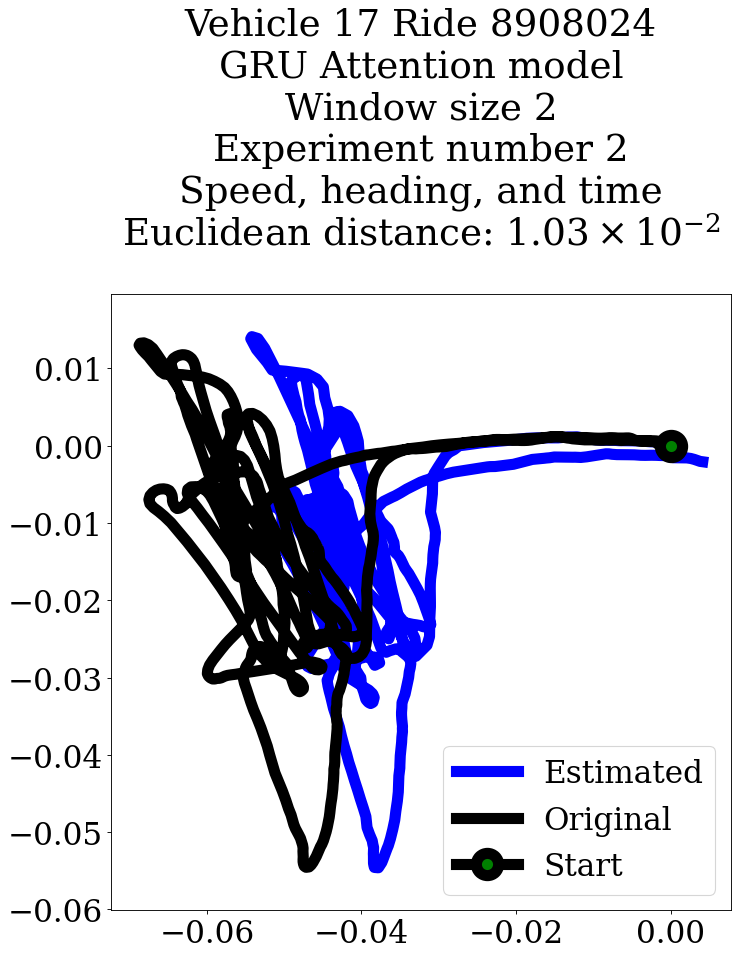 Vehicle 17 Ride 8908024
GRU Attention model
Window size 2
Experiment number 2
Speed, heading, and time
Euclidean distance: 1.03 × 10⁻²
0.01
0.00
−0.01
−0.02
−0.03
−0.04
−0.05
−0.06
Estimated
Original
Start
−0.06 −0.04 −0.02 0.00